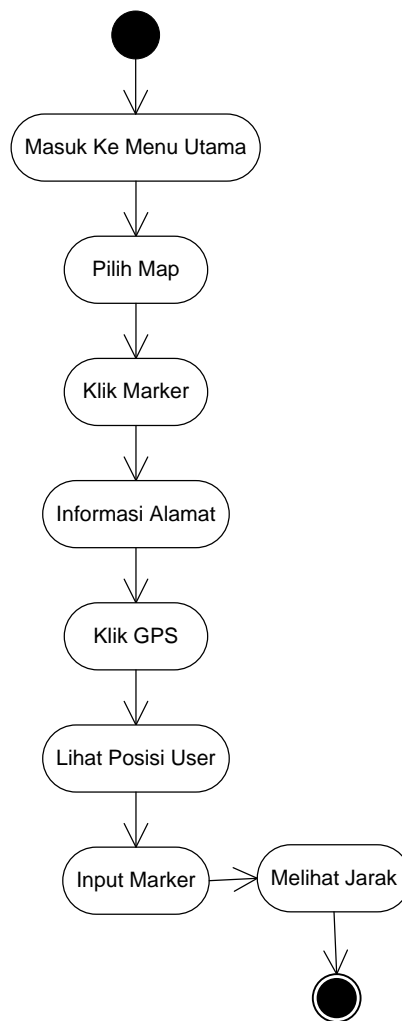 Masuk Ke Menu Utama
Pilih Map
Klik Marker
Informasi Alamat
Klik GPS
Lihat Posisi User
Input Marker
Melihat Jarak